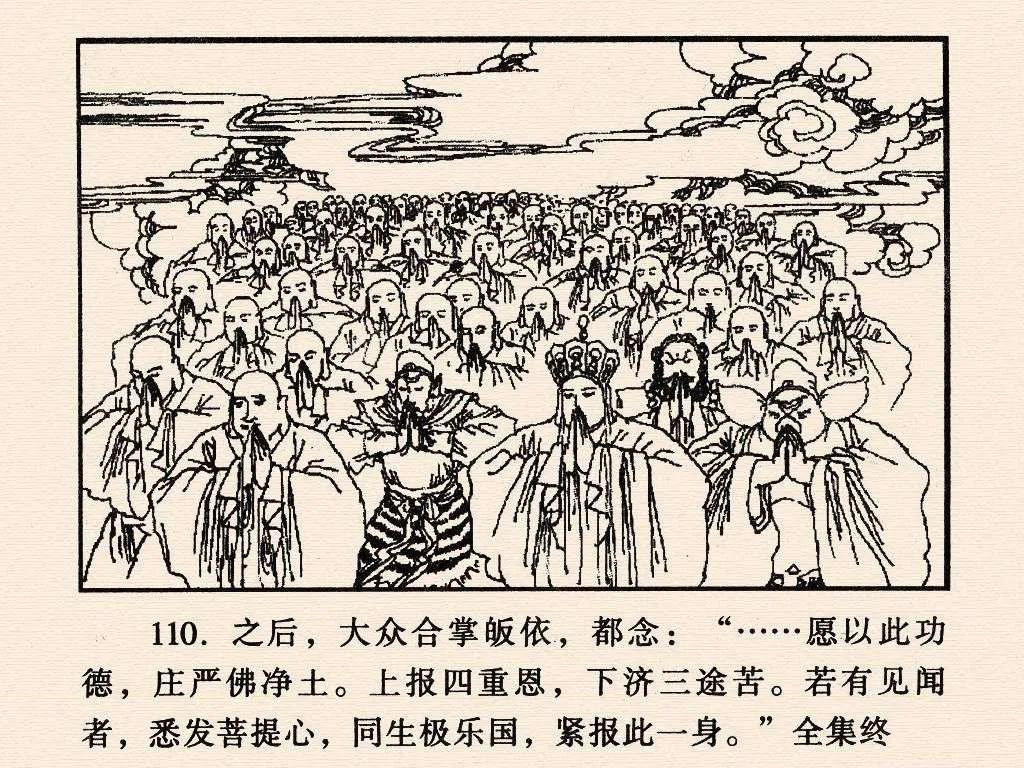 110. 之后，大众合掌皈依，都念：“……愿以此功
德，庄严佛净土。上报四重恩，下济三途苦。若有见闻
者，悉发菩提心，同生极乐国，紧报此一身。”全集终